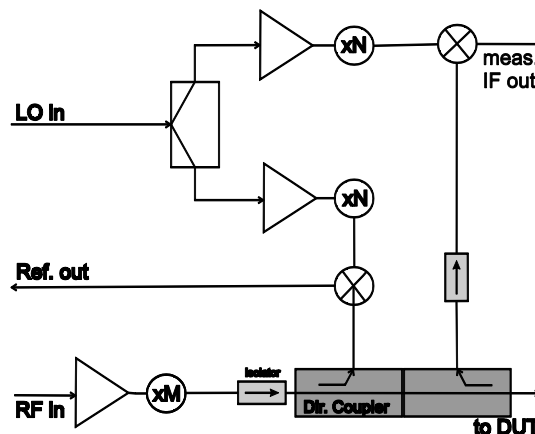 xN
meas.
IF out
LO in
xN
Ref. out
Isolator
xM
RF in
Dir. Coupler
to DUT